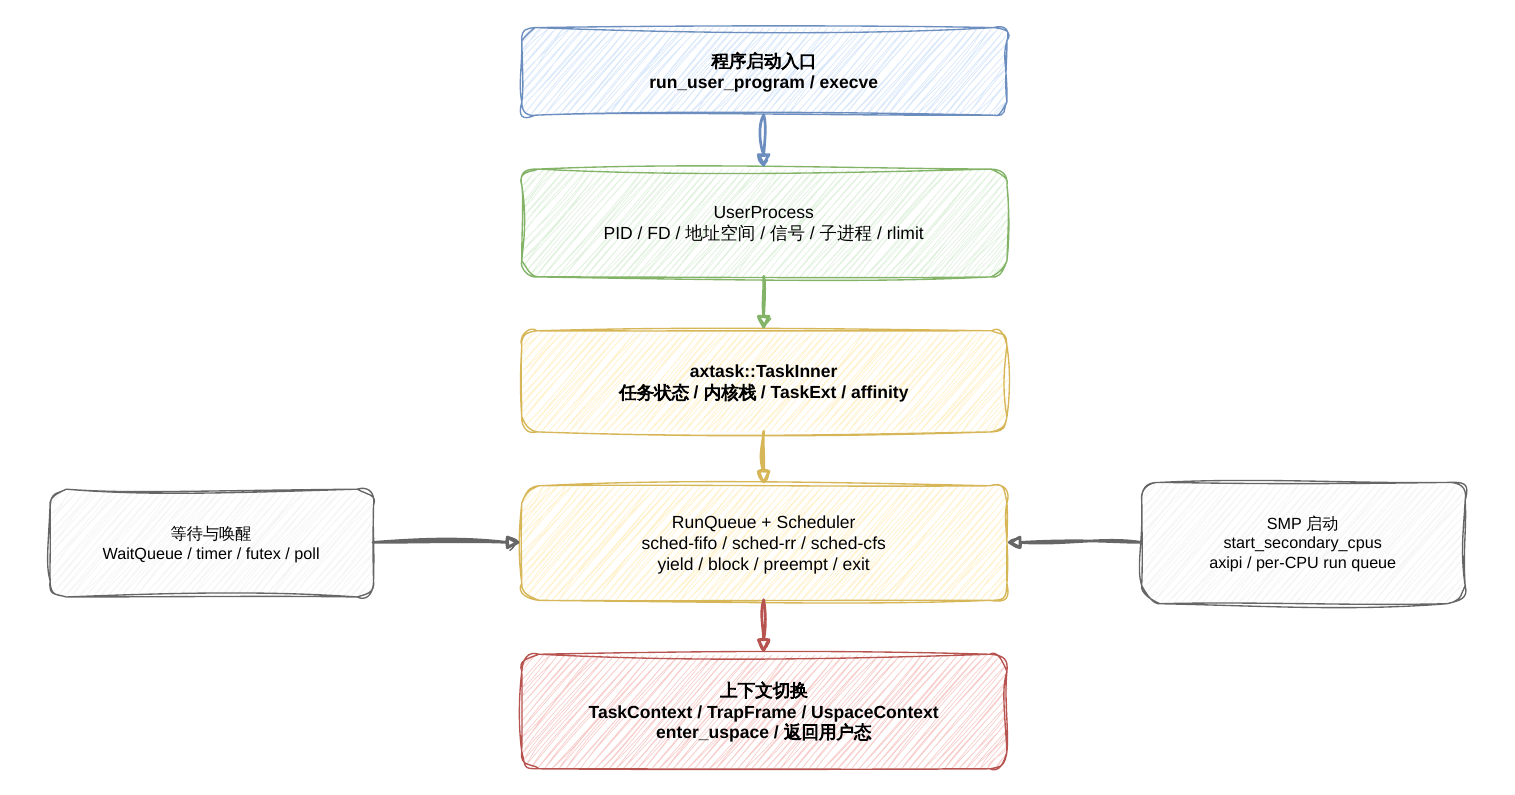 程序启动入口
run_user_program / execve
UserProcess
PID / FD / 地址空间 / 信号 / 子进程 / rlimit
axtask::TaskInner
任务状态 / 内核栈 / TaskExt / affinity
等待与唤醒
WaitQueue / timer / futex / poll
RunQueue + Scheduler
sched-fifo / sched-rr / sched-cfs
yield / block / preempt / exit
SMP 启动
start_secondary_cpus
axipi / per-CPU run queue
上下文切换
TaskContext / TrapFrame / UspaceContext
enter_uspace / 返回用户态